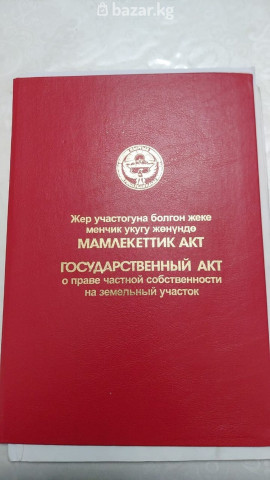 bazar.kg
Жер участогуна болгон жеке
менчик укугу жөнүндө
МАМЛЕКЕТТИК АКТ
ГОСУДАРСТВЕННЫЙ АКТ
о праве частной собственности
на земельный участок